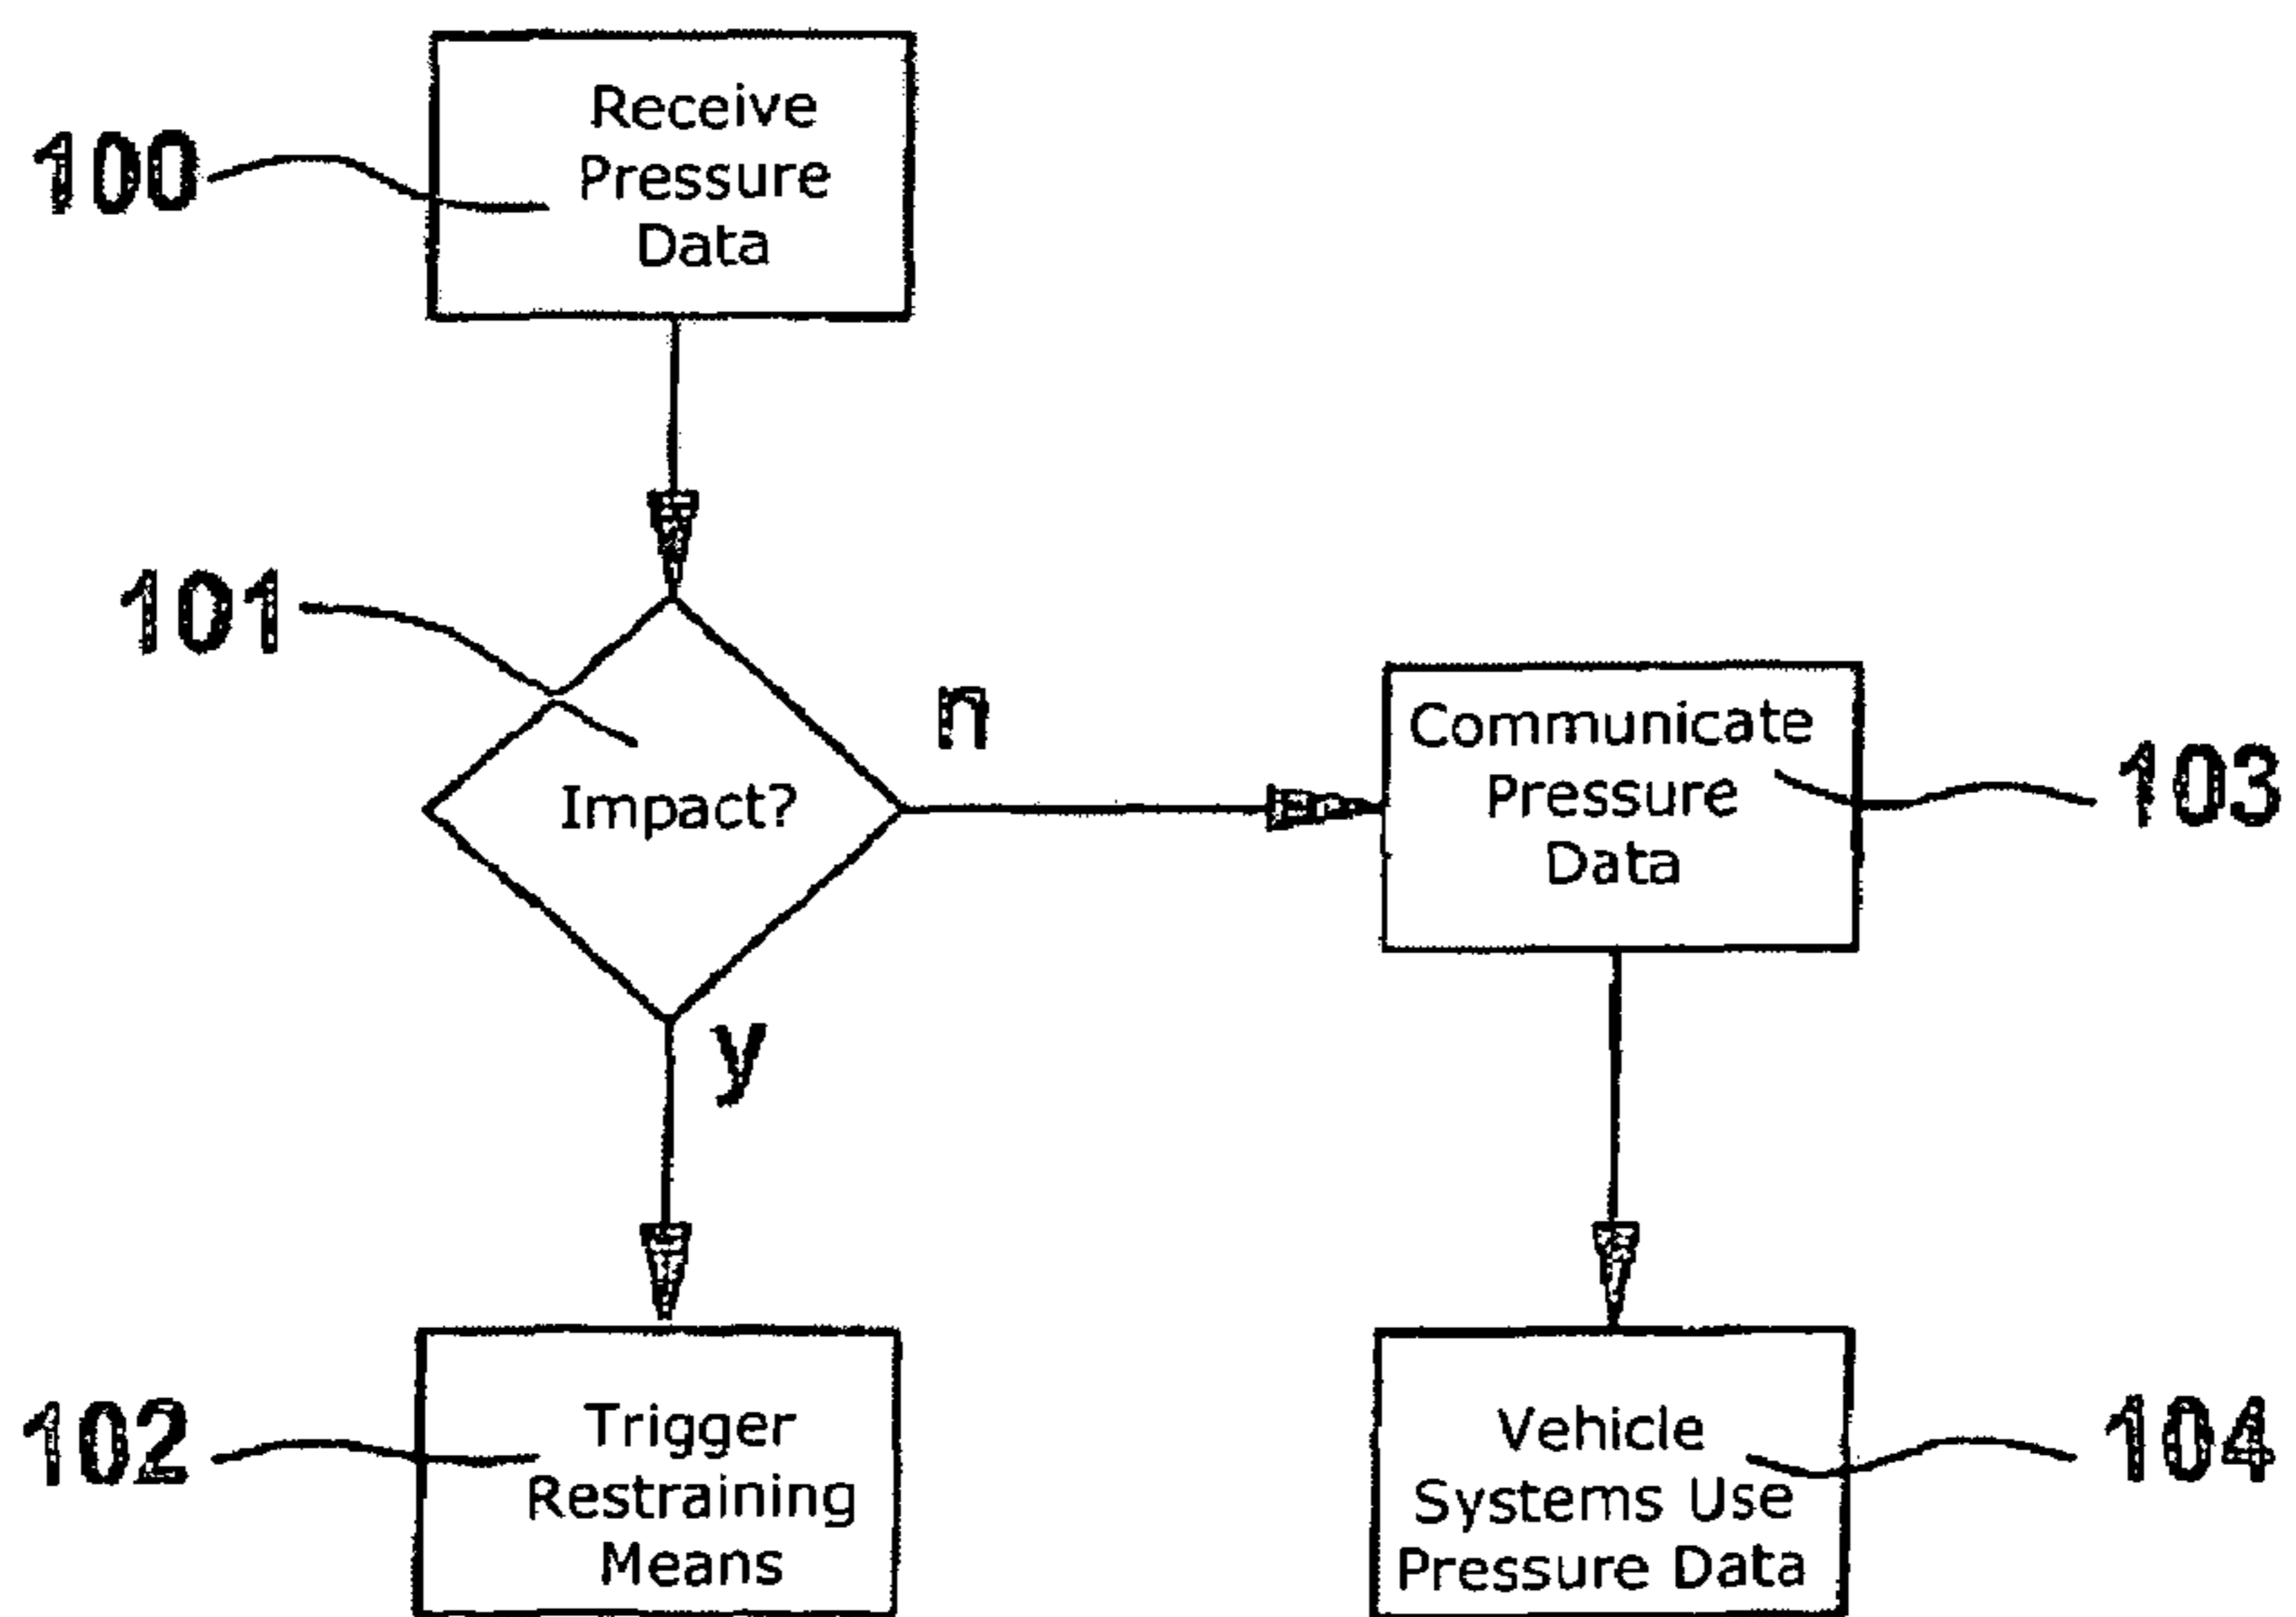 100
Receive
Pressure
Data
101
Impact?
n
y
Communicate
Pressure
Data
103
102
Trigger
Restraining
Means
Vehicle
Systems Use
Pressure Data
104